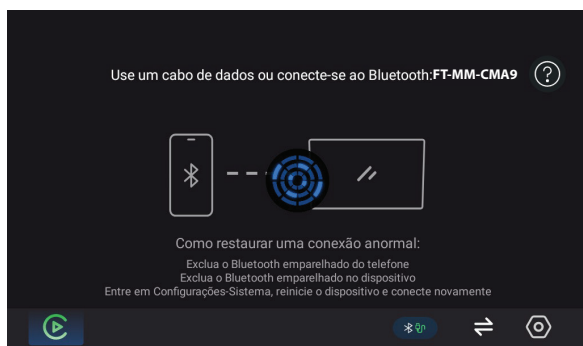 Use um cabo de dados ou conecte-se ao Bluetooth:FT-MM-CMA9
?
Como restaurar uma conexão anormal:
Exclua o Bluetooth emparelhado do telefone
Exclua o Bluetooth emparelhado no dispositivo
Entre em Configurações-Sistema, reinicie o dispositivo e conecte novamente